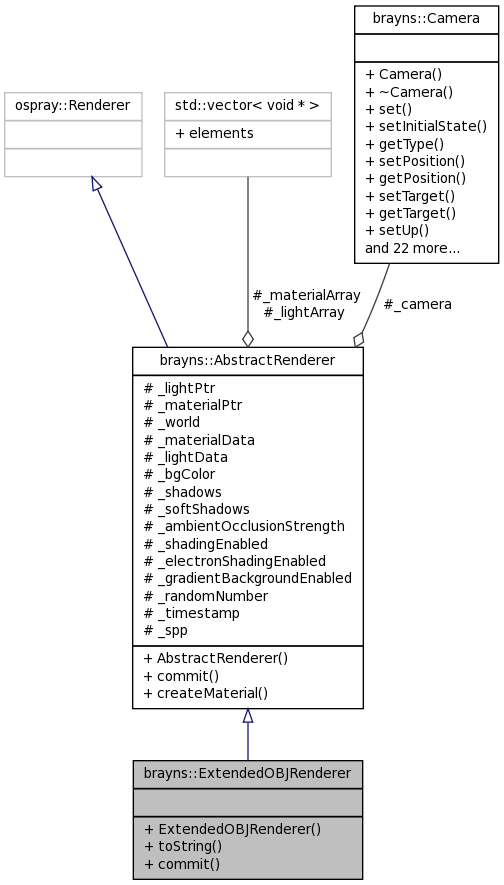 brayns::Camera
+ Camera()
+ ~Camera()
+ set()
+ setInitialState()
+ getType()
+ setPosition()
+ getPosition()
+ setTarget()
+ getTarget()
+ setUp()
and 22 more...
ospray::Renderer
std::vector< void * >
+ elements
#_materialArray
#_lightArray
#_camera
brayns::AbstractRenderer
# _lightPtr
# _materialPtr
# _world
# _materialData
# _lightData
# _bgColor
# _shadows
# _softShadows
# _ambientOcclusionStrength
# _shadingEnabled
# _electronShadingEnabled
# _gradientBackgroundEnabled
# _randomNumber
# _timestamp
# _spp
+ AbstractRenderer()
+ commit()
+ createMaterial()
brayns::ExtendedOBJRenderer
+ ExtendedOBJRenderer()
+ toString()
+ commit()